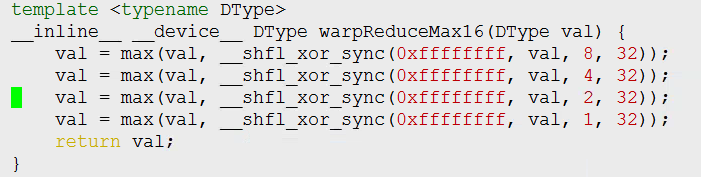 template <typename DType>
__inline__ __device__ DType warpReduceMax16(DType val) {
    val = max(val, __shfl_xor_sync(0xffffffff, val, 8, 32));
    val = max(val, __shfl_xor_sync(0xffffffff, val, 4, 32));
    val = max(val, __shfl_xor_sync(0xffffffff, val, 2, 32));
    val = max(val, __shfl_xor_sync(0xffffffff, val, 1, 32));
    return val;
}